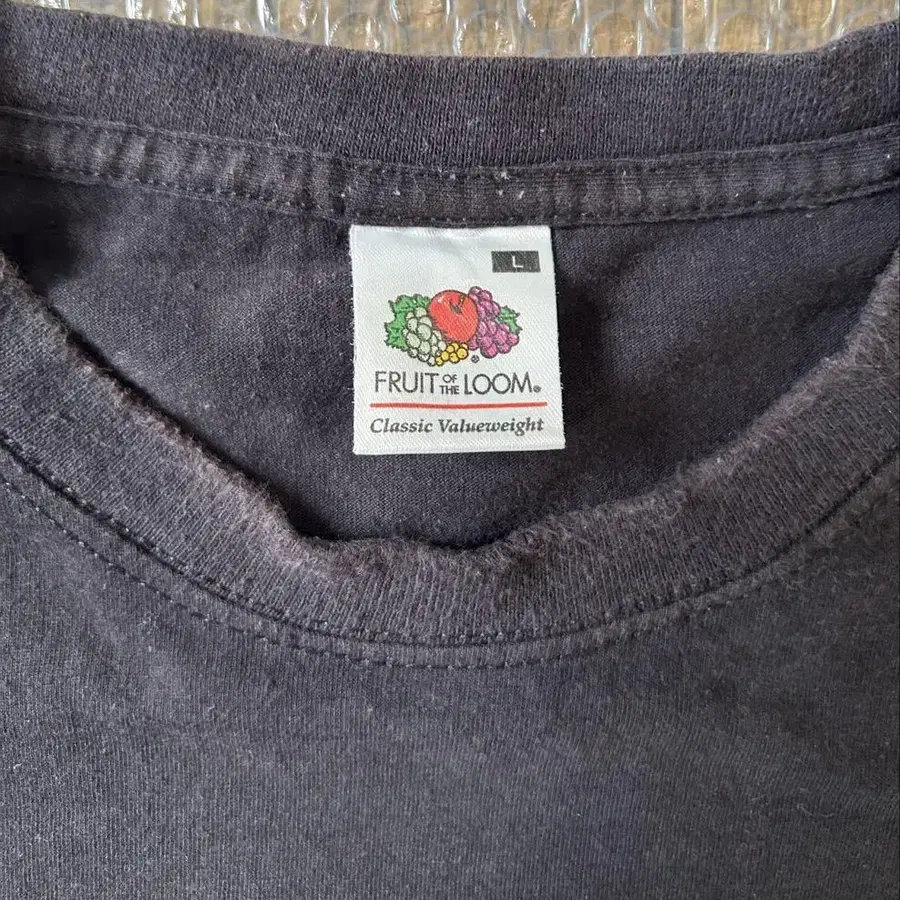 L
FRUIT OF THE LOOM®
Classic Valueweight